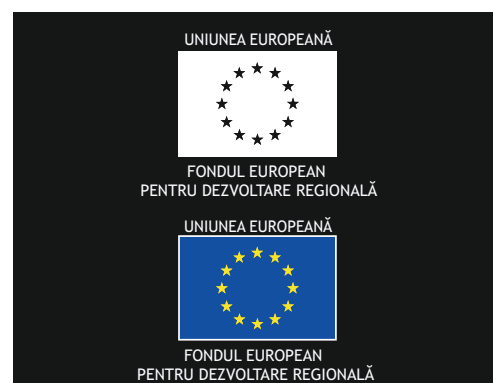 UNIUNEA EUROPEANĂ
FONDUL EUROPEAN
PENTRU DEZVOLTARE REGIONALĂ
UNIUNEA EUROPEANĂ
FONDUL EUROPEAN
PENTRU DEZVOLTARE REGIONALĂ